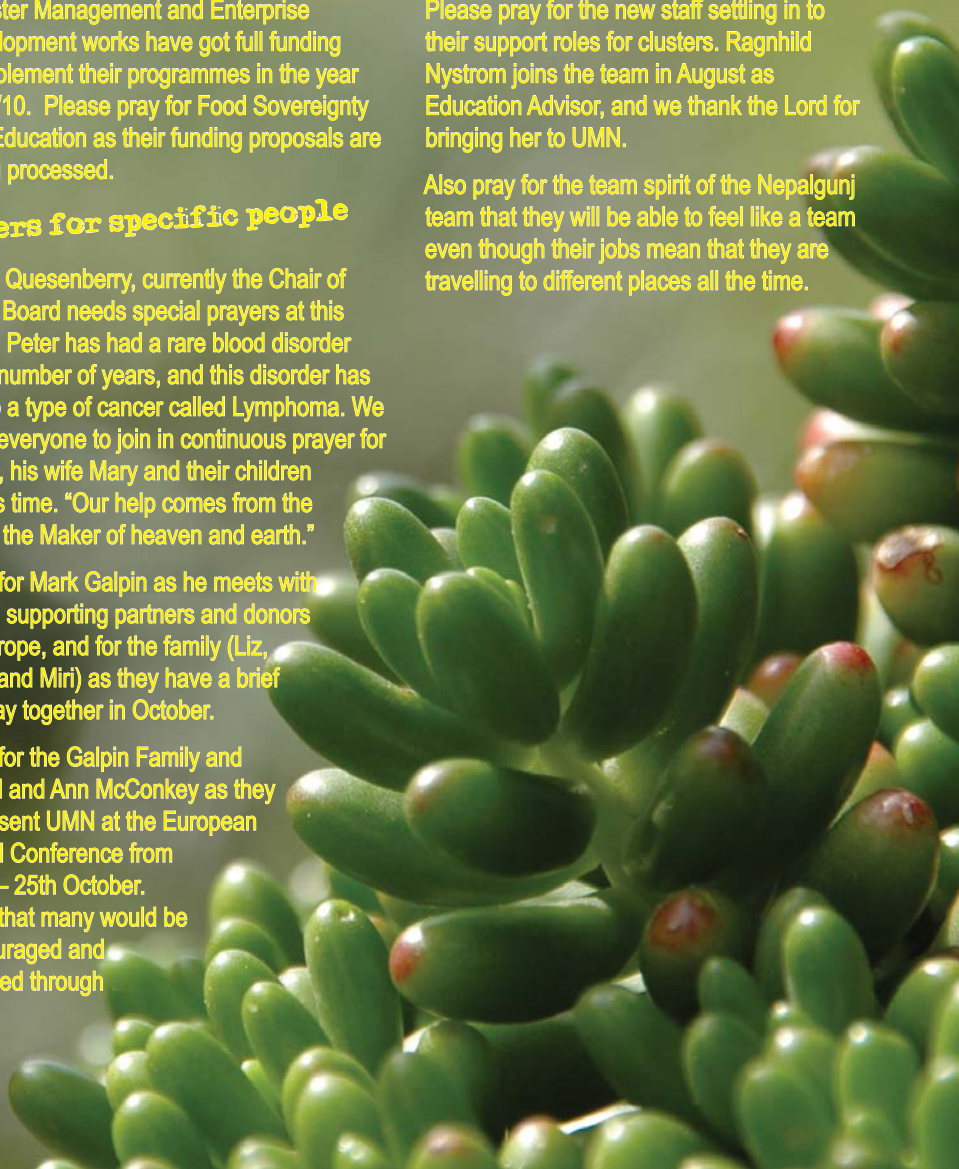 ster Management and Enterprise
lopment works have got full funding
plement their programmes in the year
/10.  Please pray for Food Sovereignty
Education as their funding proposals are
processed.
ers for specific people
Quesenberry, currently the Chair of
Board needs special prayers at this
Peter has had a rare blood disorder
number of years, and this disorder has
a type of cancer called Lymphoma. We
everyone to join in continuous prayer for
, his wife Mary and their children
s time. “Our help comes from the
the Maker of heaven and earth.”
for Mark Galpin as he meets with
supporting partners and donors
rope, and for the family (Liz,
and Miri) as they have a brief
ay together in October.
for the Galpin Family and
l and Ann McConkey as they
sent UMN at the European
l Conference from
– 25th October.
that many would be
uraged and
ed through
Please pray for the new staff settling in to
their support roles for clusters. Ragnhild
Nystrom joins the team in August as
Education Advisor, and we thank the Lord for
bringing her to UMN.
Also pray for the team spirit of the Nepalgunj
team that they will be able to feel like a team
even though their jobs mean that they are
travelling to different places all the time.